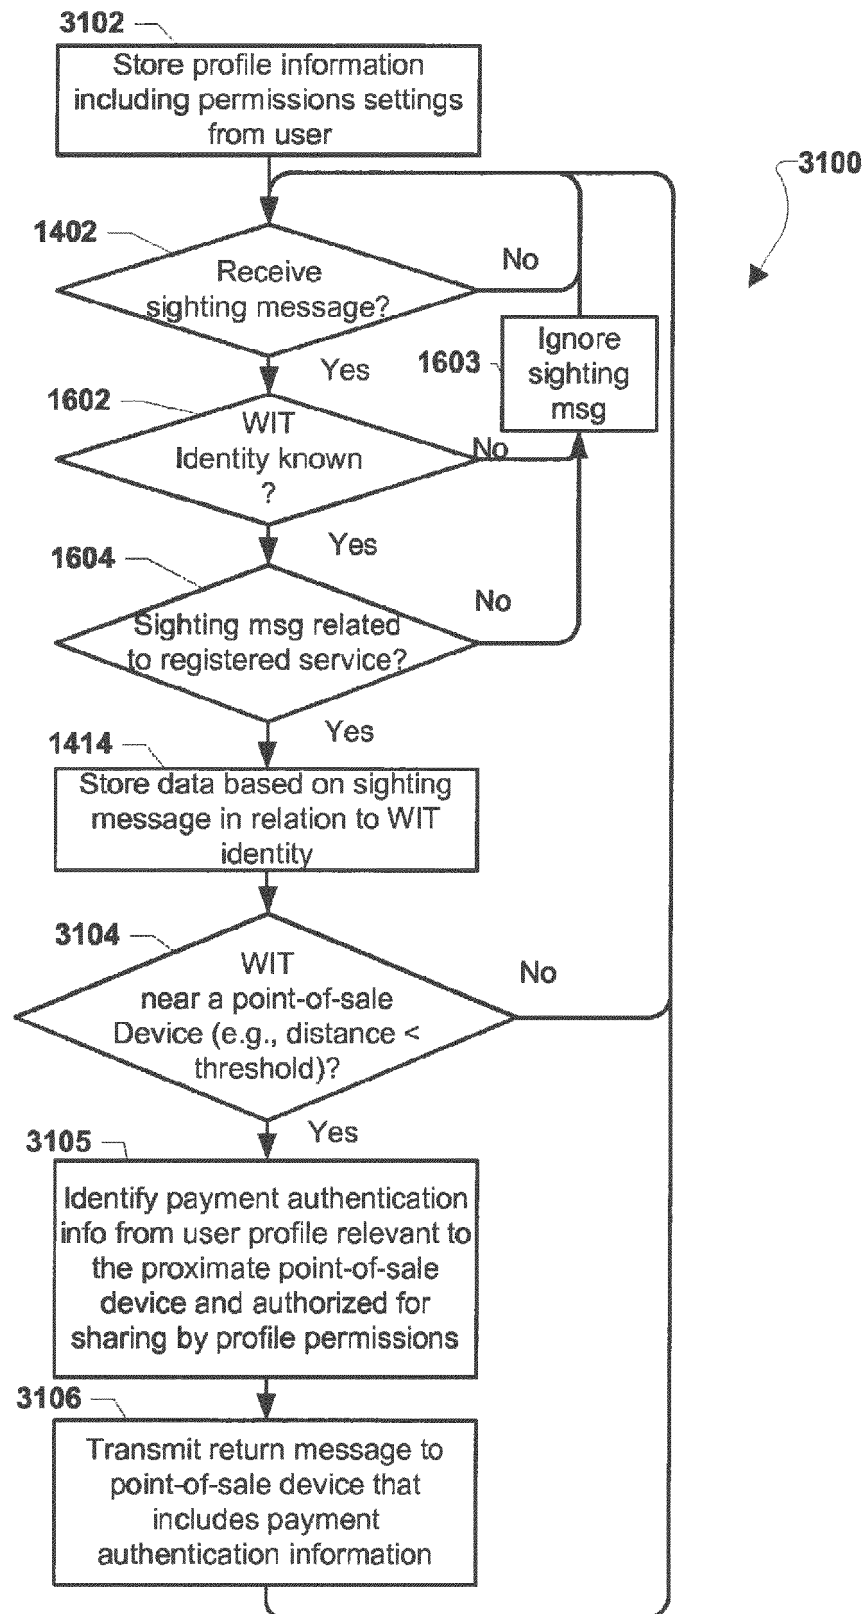 3102
Store profile information
including permissions settings
from user
3100
1402
Receive
sighting message?
No
Yes
1603
Ignore
sighting
msg
1602
WIT
Identity known
?
No
Yes
1604
Sighting msg related
to registered service?
No
Yes
1414
Store data based on sighting
message in relation to WIT
identity
3104
WIT
near a point-of-sale
Device (e.g., distance <
threshold)?
No
Yes
3105
Identify payment authentication
info from user profile relevant to
the proximate point-of-sale
device and authorized for
sharing by profile permissions
3106
Transmit return message to
point-of-sale device that
includes payment
authentication information